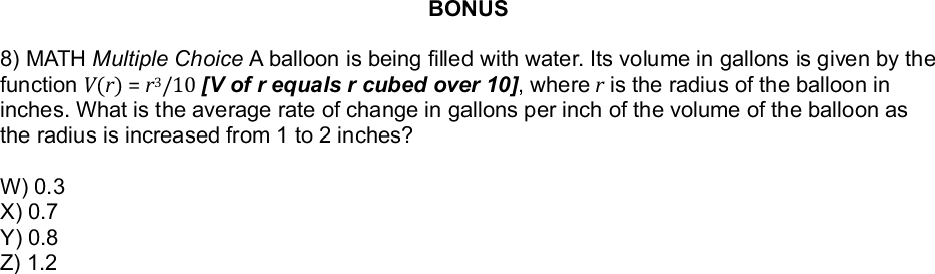 BONUS
8) MATH Multiple Choice A balloon is being filled with water. Its volume in gallons is given by the
function V(r) = r³/10 [V of r equals r cubed over 10], where r is the radius of the balloon in
inches. What is the average rate of change in gallons per inch of the volume of the balloon as
the radius is increased from 1 to 2 inches?
W) 0.3
X) 0.7
Y) 0.8
Z) 1.2